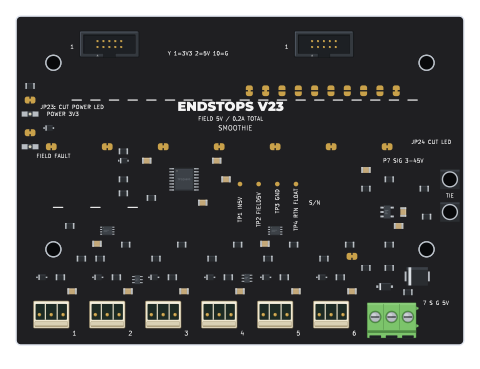 1
Y 1=3V3 2=5V 10=G
1
ENDSTOPS V23
FIELD 5V / 0.2A TOTAL
SMOOTHIE
JP23: CUT POWER LED
POWER 3V3
FIELD FAULT
JP24 CUT LED
P7 SIG 3-45V
TIE
TP1 IN5V
TP2 FIELD5V
TP3 GND
TP4 RTN FLOAT
S/N
7 S G 5V
1
2
3
4
5
6